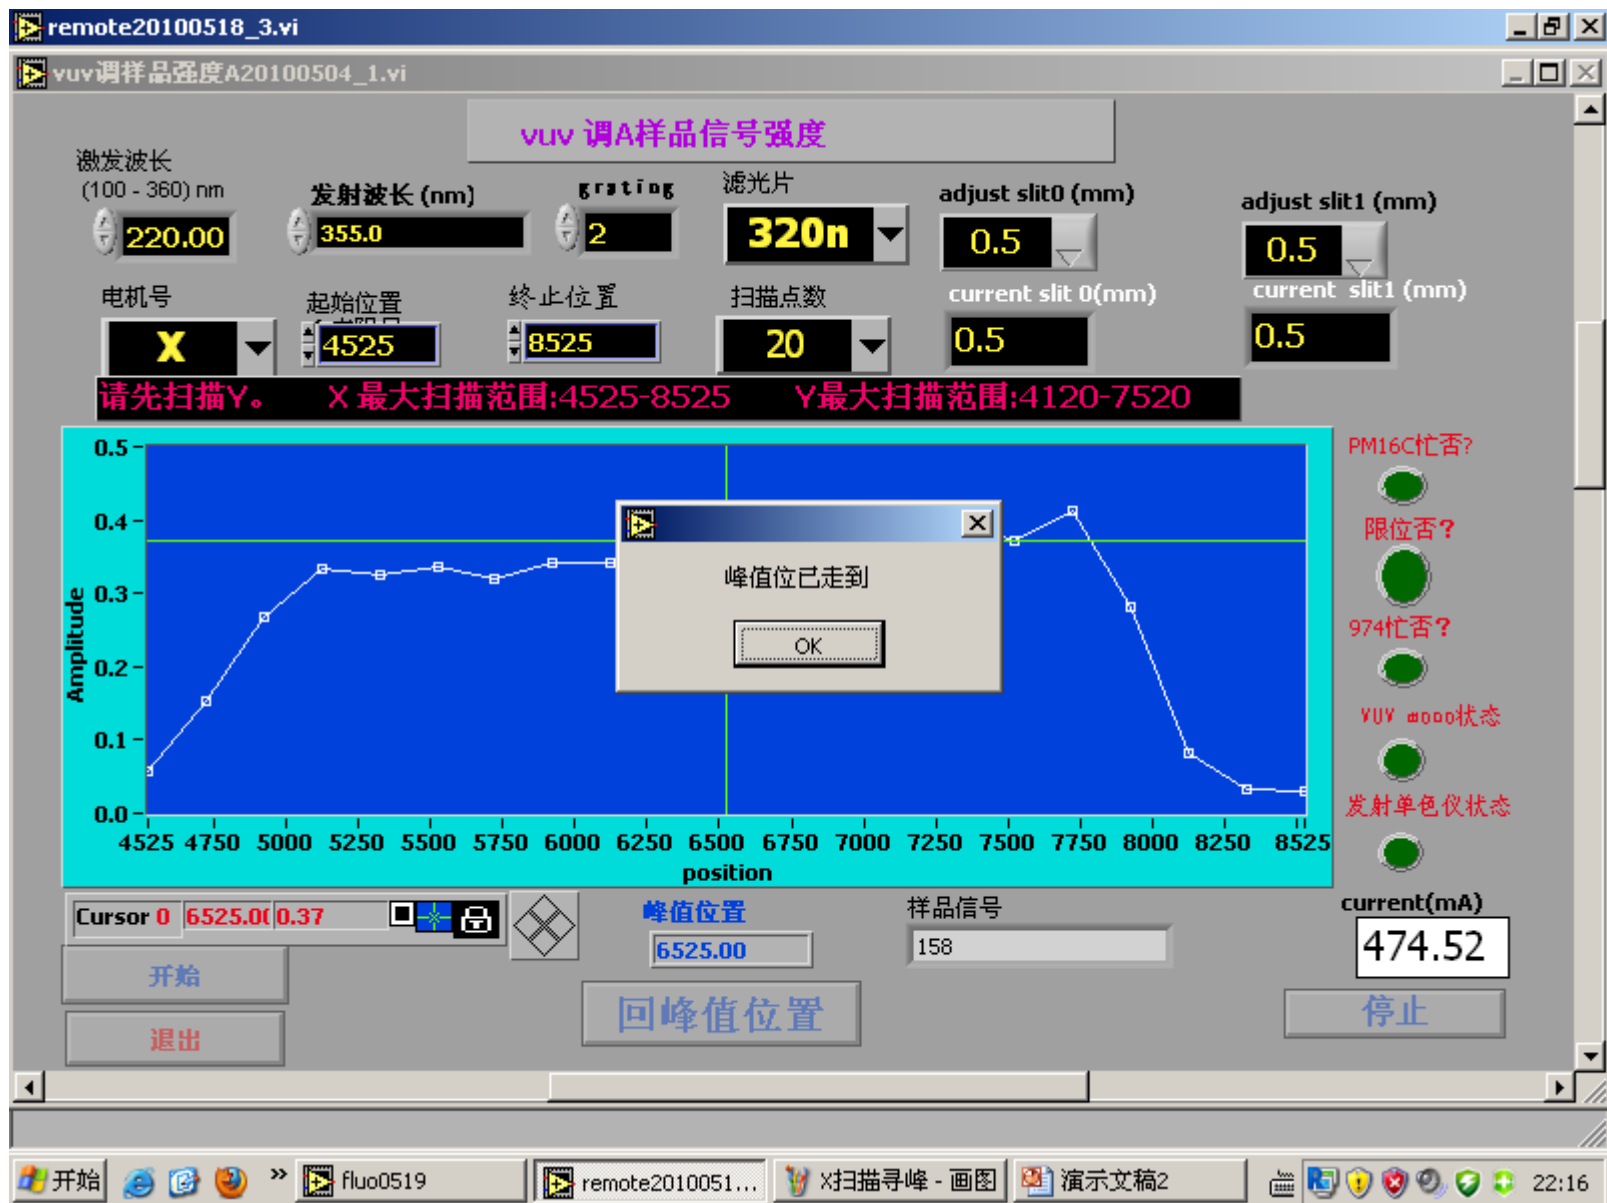 remote20100518_3.vi
vuv调样品强度A20100504_1.vi
vuv 调A样品信号强度
激发波长
(100 - 360) nm
发射波长 (nm)
grating
滤光片
adjust slit0 (mm)
adjust slit1 (mm)
220.00
355.0
2
320n
0.5
0.5
电机号
起始位置
终止位置
扫描点数
current slit 0(mm)
current slit1 (mm)
X
4525
8525
20
0.5
0.5
请先扫描Y。 X 最大扫描范围:4525-8525 Y最大扫描范围:4120-7520
0.5
0.4
0.3
0.2
0.1
0.0
Amplitude
4525 4750 5000 5250 5500 5750 6000 6250 6500 6750 7000 7250 7500 7750 8000 8250 8525
position
峰值位已走到
OK
PM16C忙否?
限位否?
974忙否?
VUV mono状态
发射单色仪状态
Cursor 0 6525.0 0.37
峰值位置
6525.00
样品信号
158
current(mA)
474.52
开始
退出
回峰值位置
停止
开始
»
fluo0519
remote2010051...
X扫描寻峰 - 画图
演示文稿2
22:16